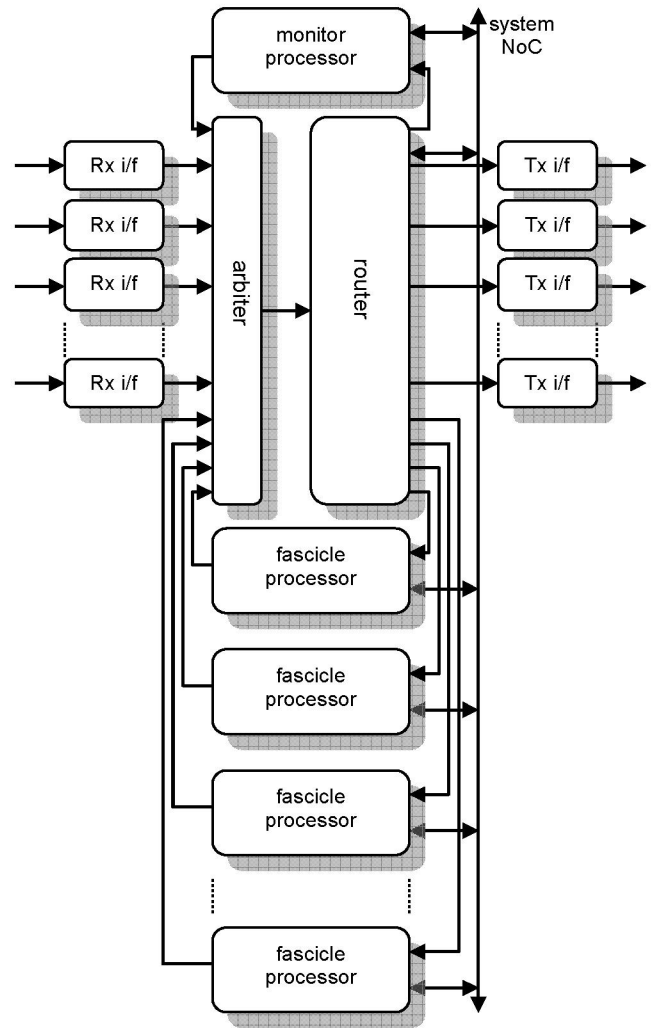 monitor
processor
system
NoC
Rx i/f
Rx i/f
Rx i/f
Rx i/f
arbiter
router
Tx i/f
Tx i/f
Tx i/f
Tx i/f
fascicle
processor
fascicle
processor
fascicle
processor
fascicle
processor